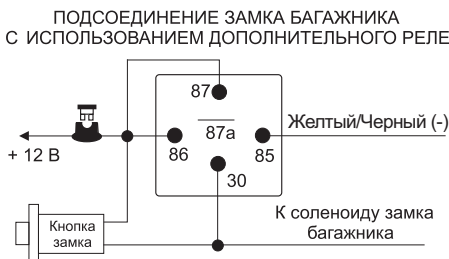 ПОДСОЕДИНЕНИЕ ЗАМКА БАГАЖНИКА
С ИСПОЛЬЗОВАНИЕМ ДОПОЛНИТЕЛЬНОГО РЕЛЕ
87
87a
Желтый/Черный (-)
+ 12 В
86
85
30
Кнопка
замка
К соленоиду замка
багажника